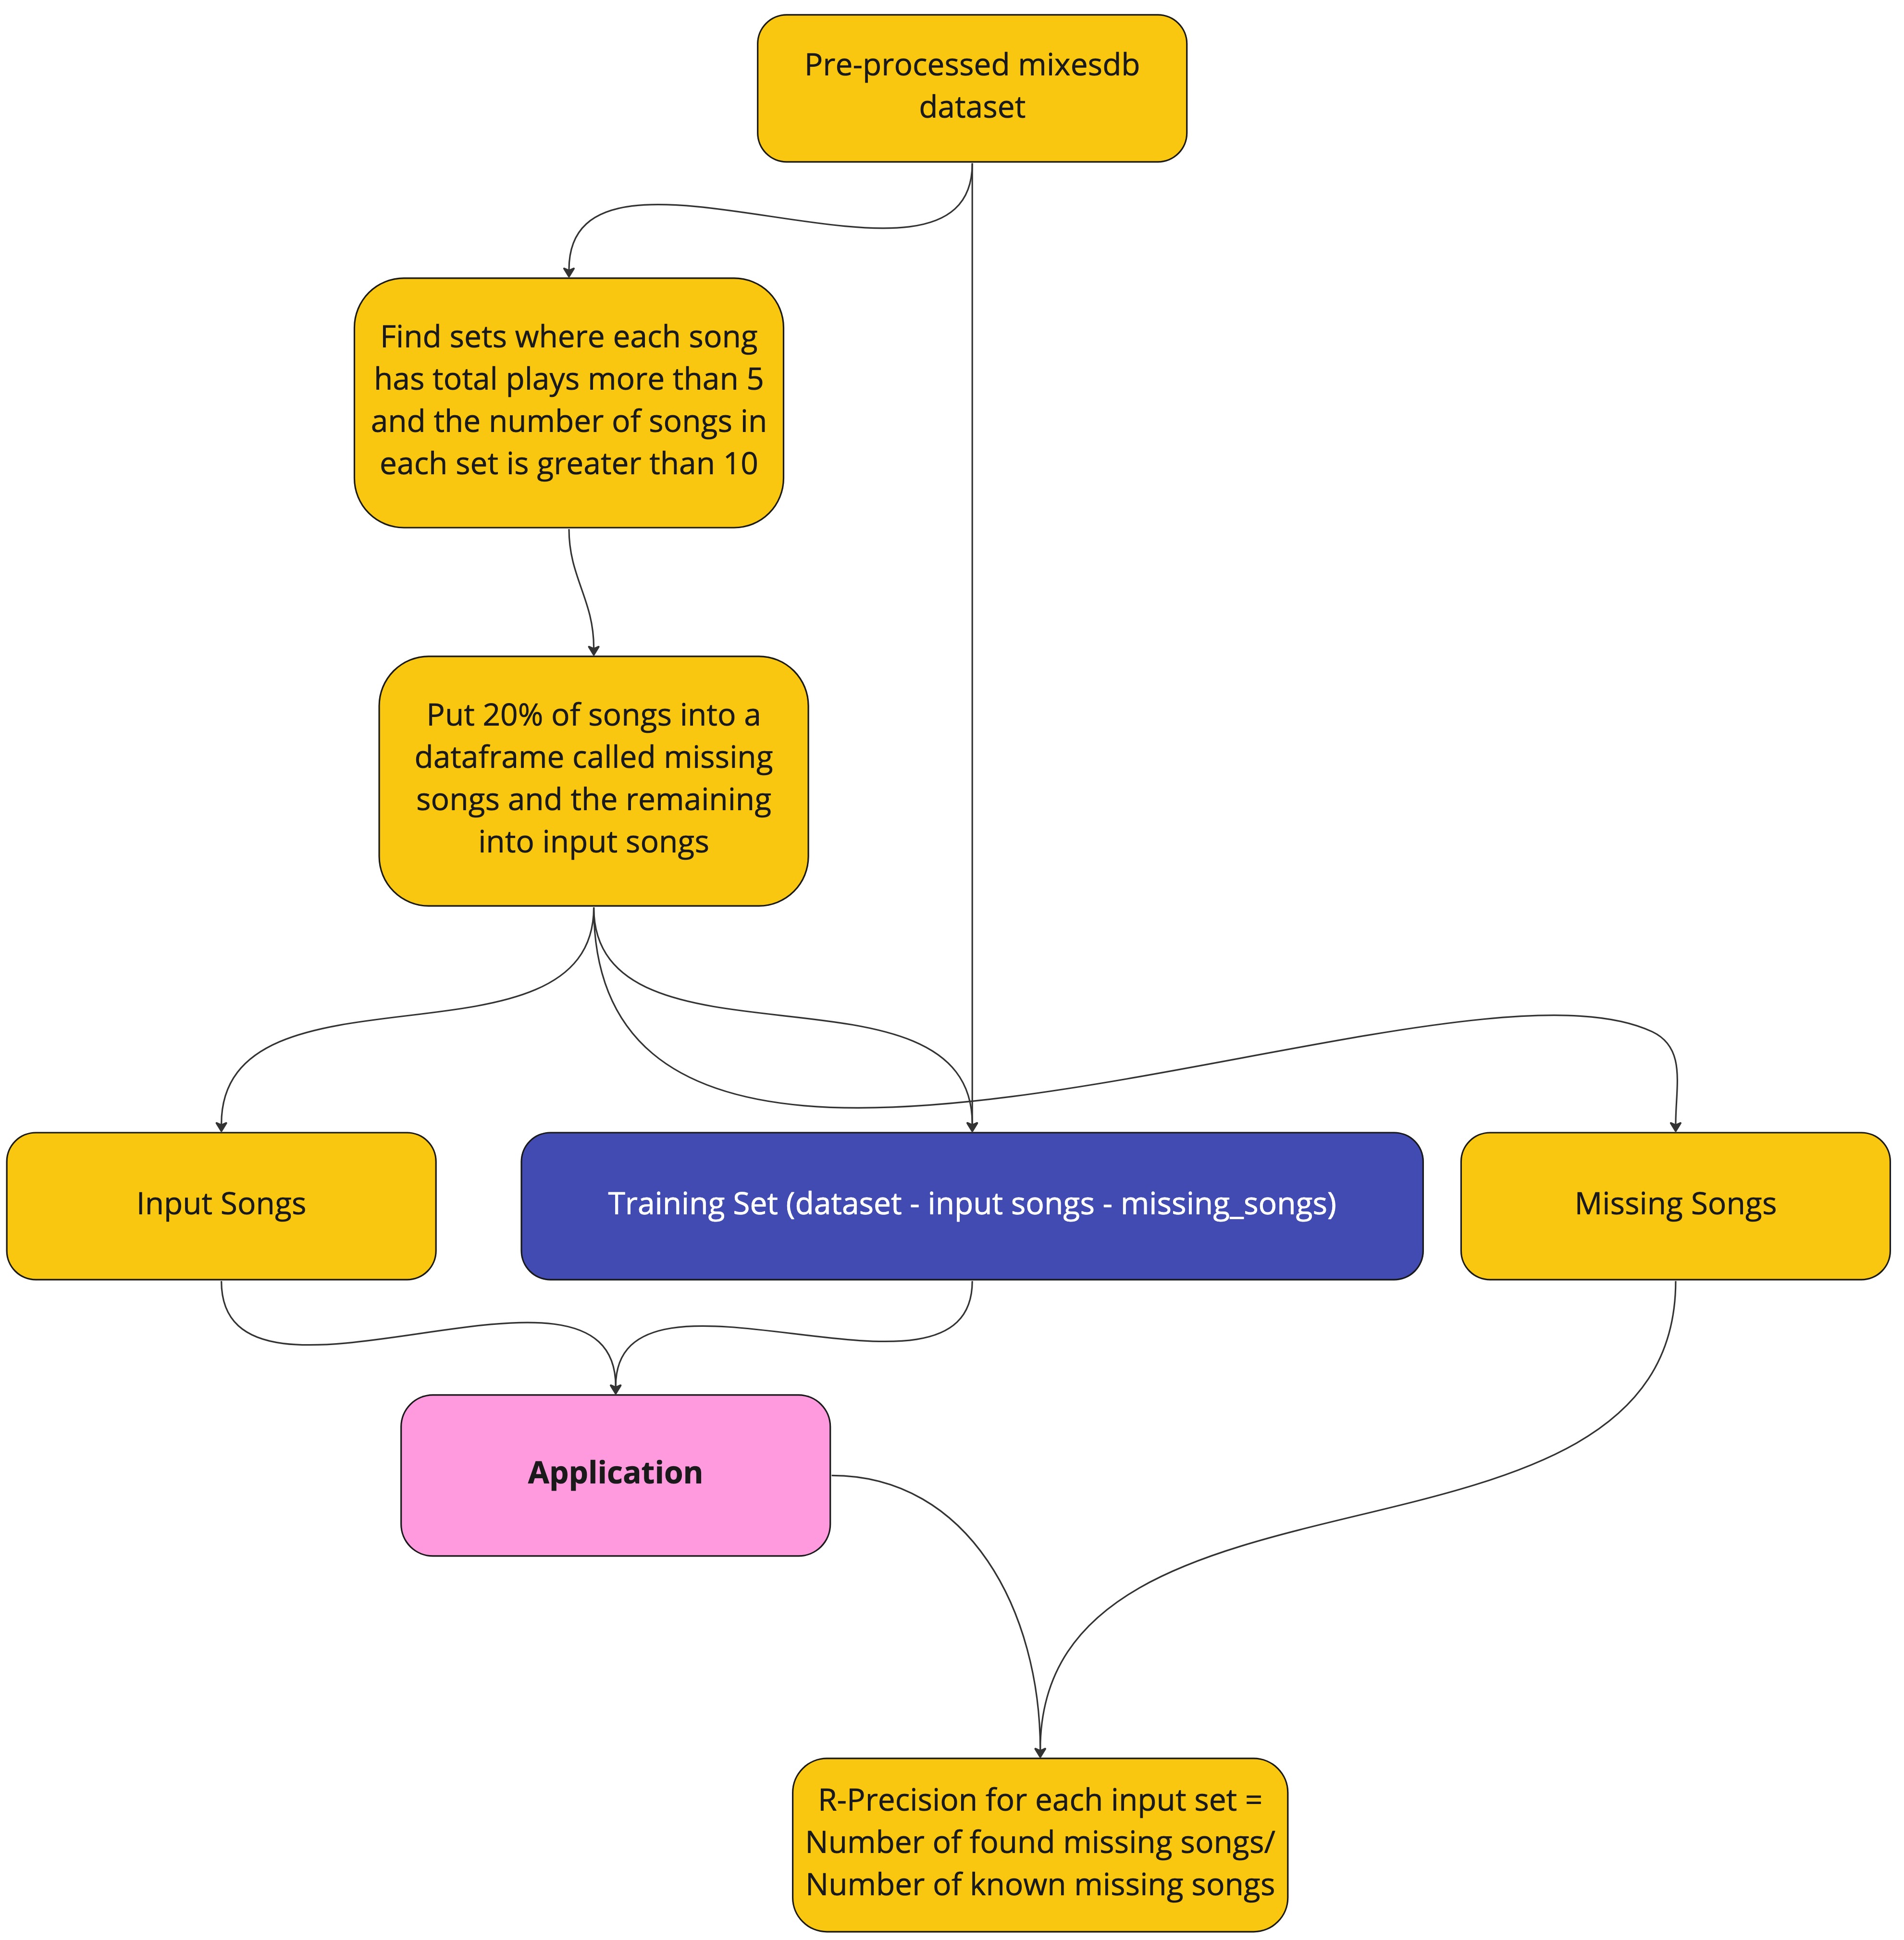 Pre-processed mixesdb
dataset
Find sets where each song
has total plays more than 5
and the number of songs in
each set is greater than 10
Put 20% of songs into a
dataframe called missing
songs and the remaining
into input songs
Input Songs
Training Set (dataset - input songs - missing_songs)
Missing Songs
Application
R-Precision for each input set =
Number of found missing songs/
Number of known missing songs